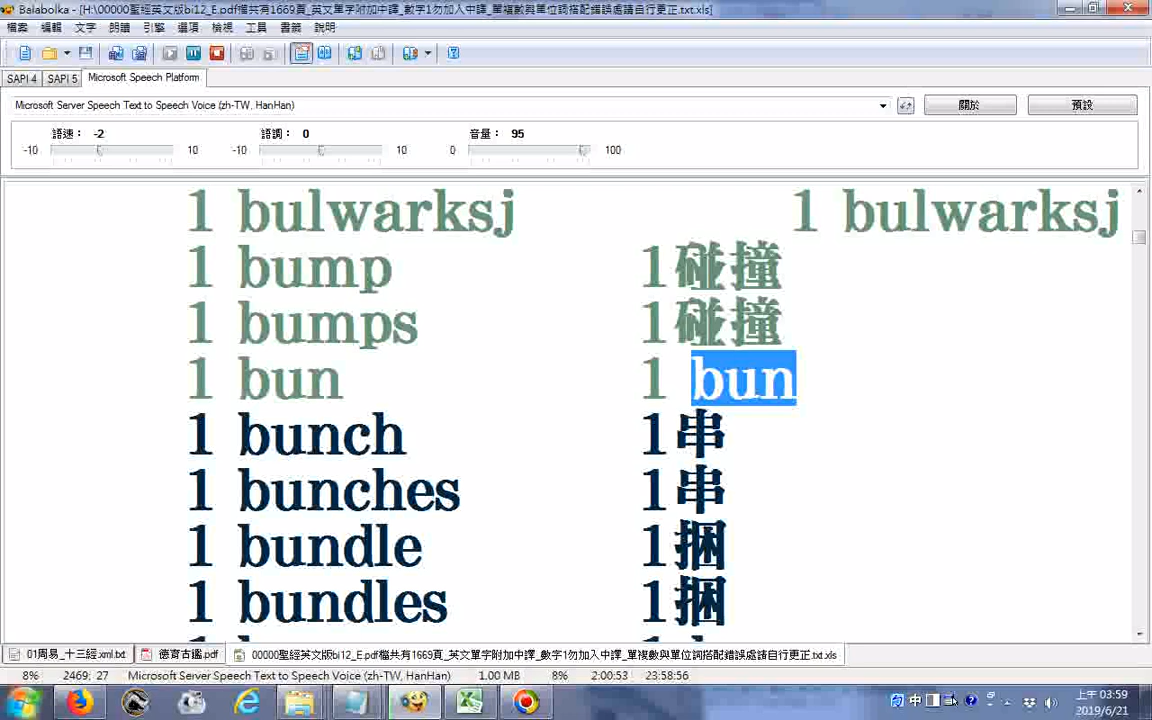 Balabolka - [H:\00000聖經英文版bi12_E.pdf檔共有1669頁_英文單字附加中譯_數字1勿加入中譯_單複數與單位詞搭配錯誤處請自行更正.txt.xls]
檔案 編輯 文字 朗讀 引擎 選項 檢視 工具 書籤 說明
SAPI 4 SAPI 5 Microsoft Speech Platform
Microsoft Server Speech Text to Speech Voice (zh-TW, HanHan) 關於 預設
語速： -2 語調： 0 音量： 95
-10 10 -10 10 0 100
1 bulwarksj 1 bulwarksj
1 bump 1碰撞
1 bumps 1碰撞
1 bun 1 bun
1 bunch 1串
1 bunches 1串
1 bundle 1捆
1 bundles 1捆
01周易_十三經.xml.txt 德育古鑑.pdf 00000聖經英文版bi12_E.pdf檔共有1669頁_英文單字附加中譯_數字1勿加入中譯_單複數與單位詞搭配錯誤處請自行更正.txt.xls
8% 2469; 27 Microsoft Server Speech Text to Speech Voice (zh-TW, HanHan) 1.00 MB 8% 2:00:53 23:58:56
中 上午 03:59
2019/6/21